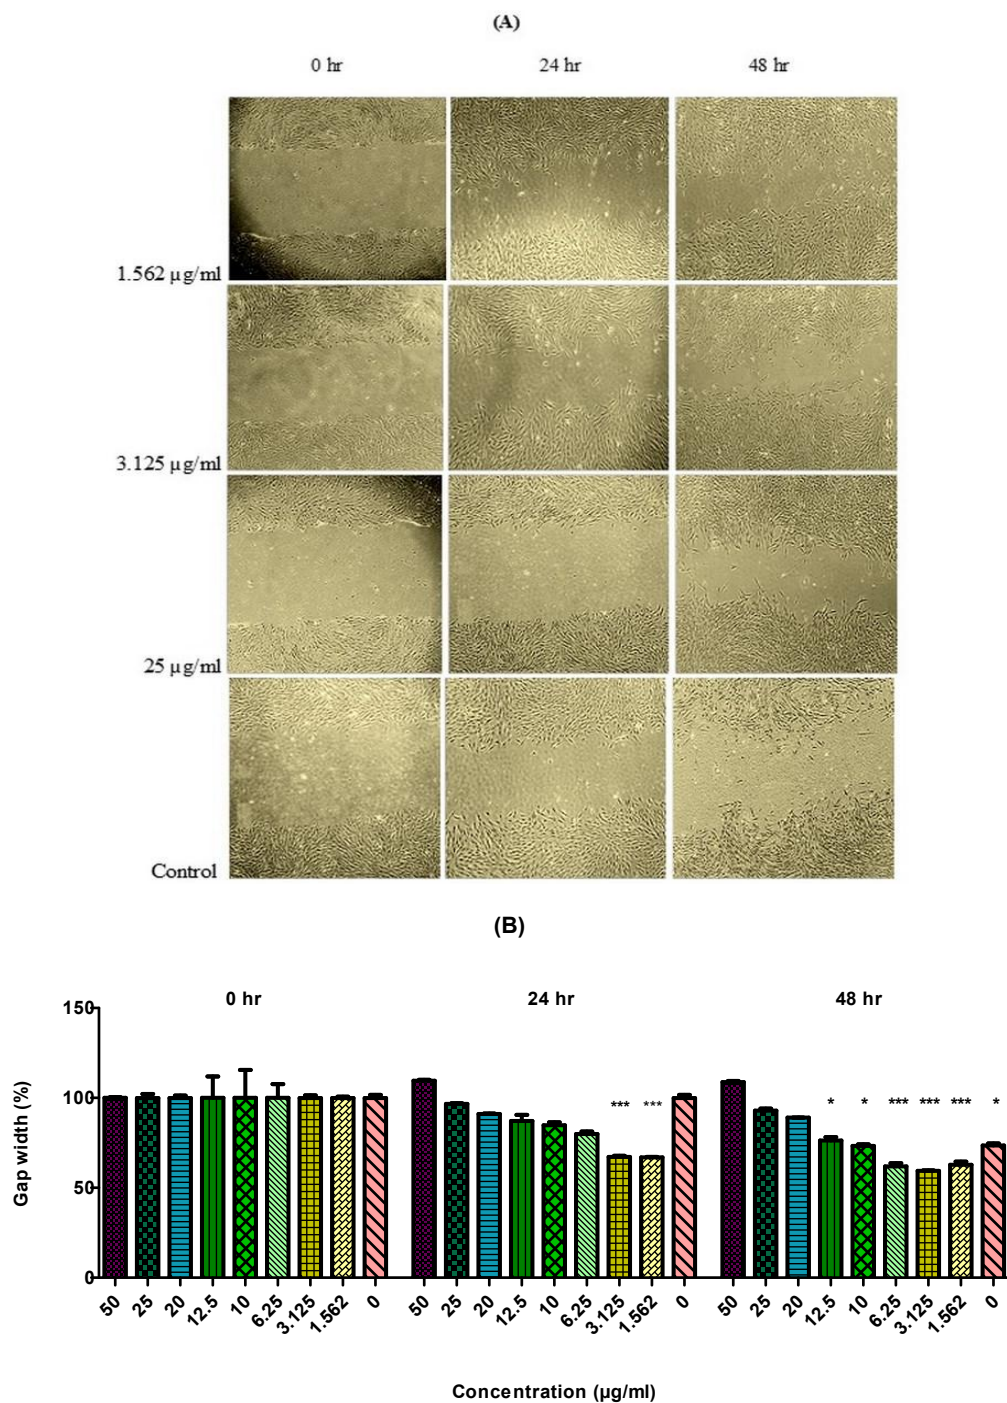 (A)
0 hr 24 hr 48 hr
1.562 µg/ml
3.125 µg/ml
25 µg/ml
Control
(B)
0 hr 24 hr 48 hr
150
100
50
0
Gap width (%)
*** *** * * *** *** *** *
50 25 20 12.5 10 6.25 3.125 1.562 0 50 25 20 12.5 10 6.25 3.125 1.562 0 50 25 20 12.5 10 6.25 3.125 1.562 0
Concentration (µg/ml)